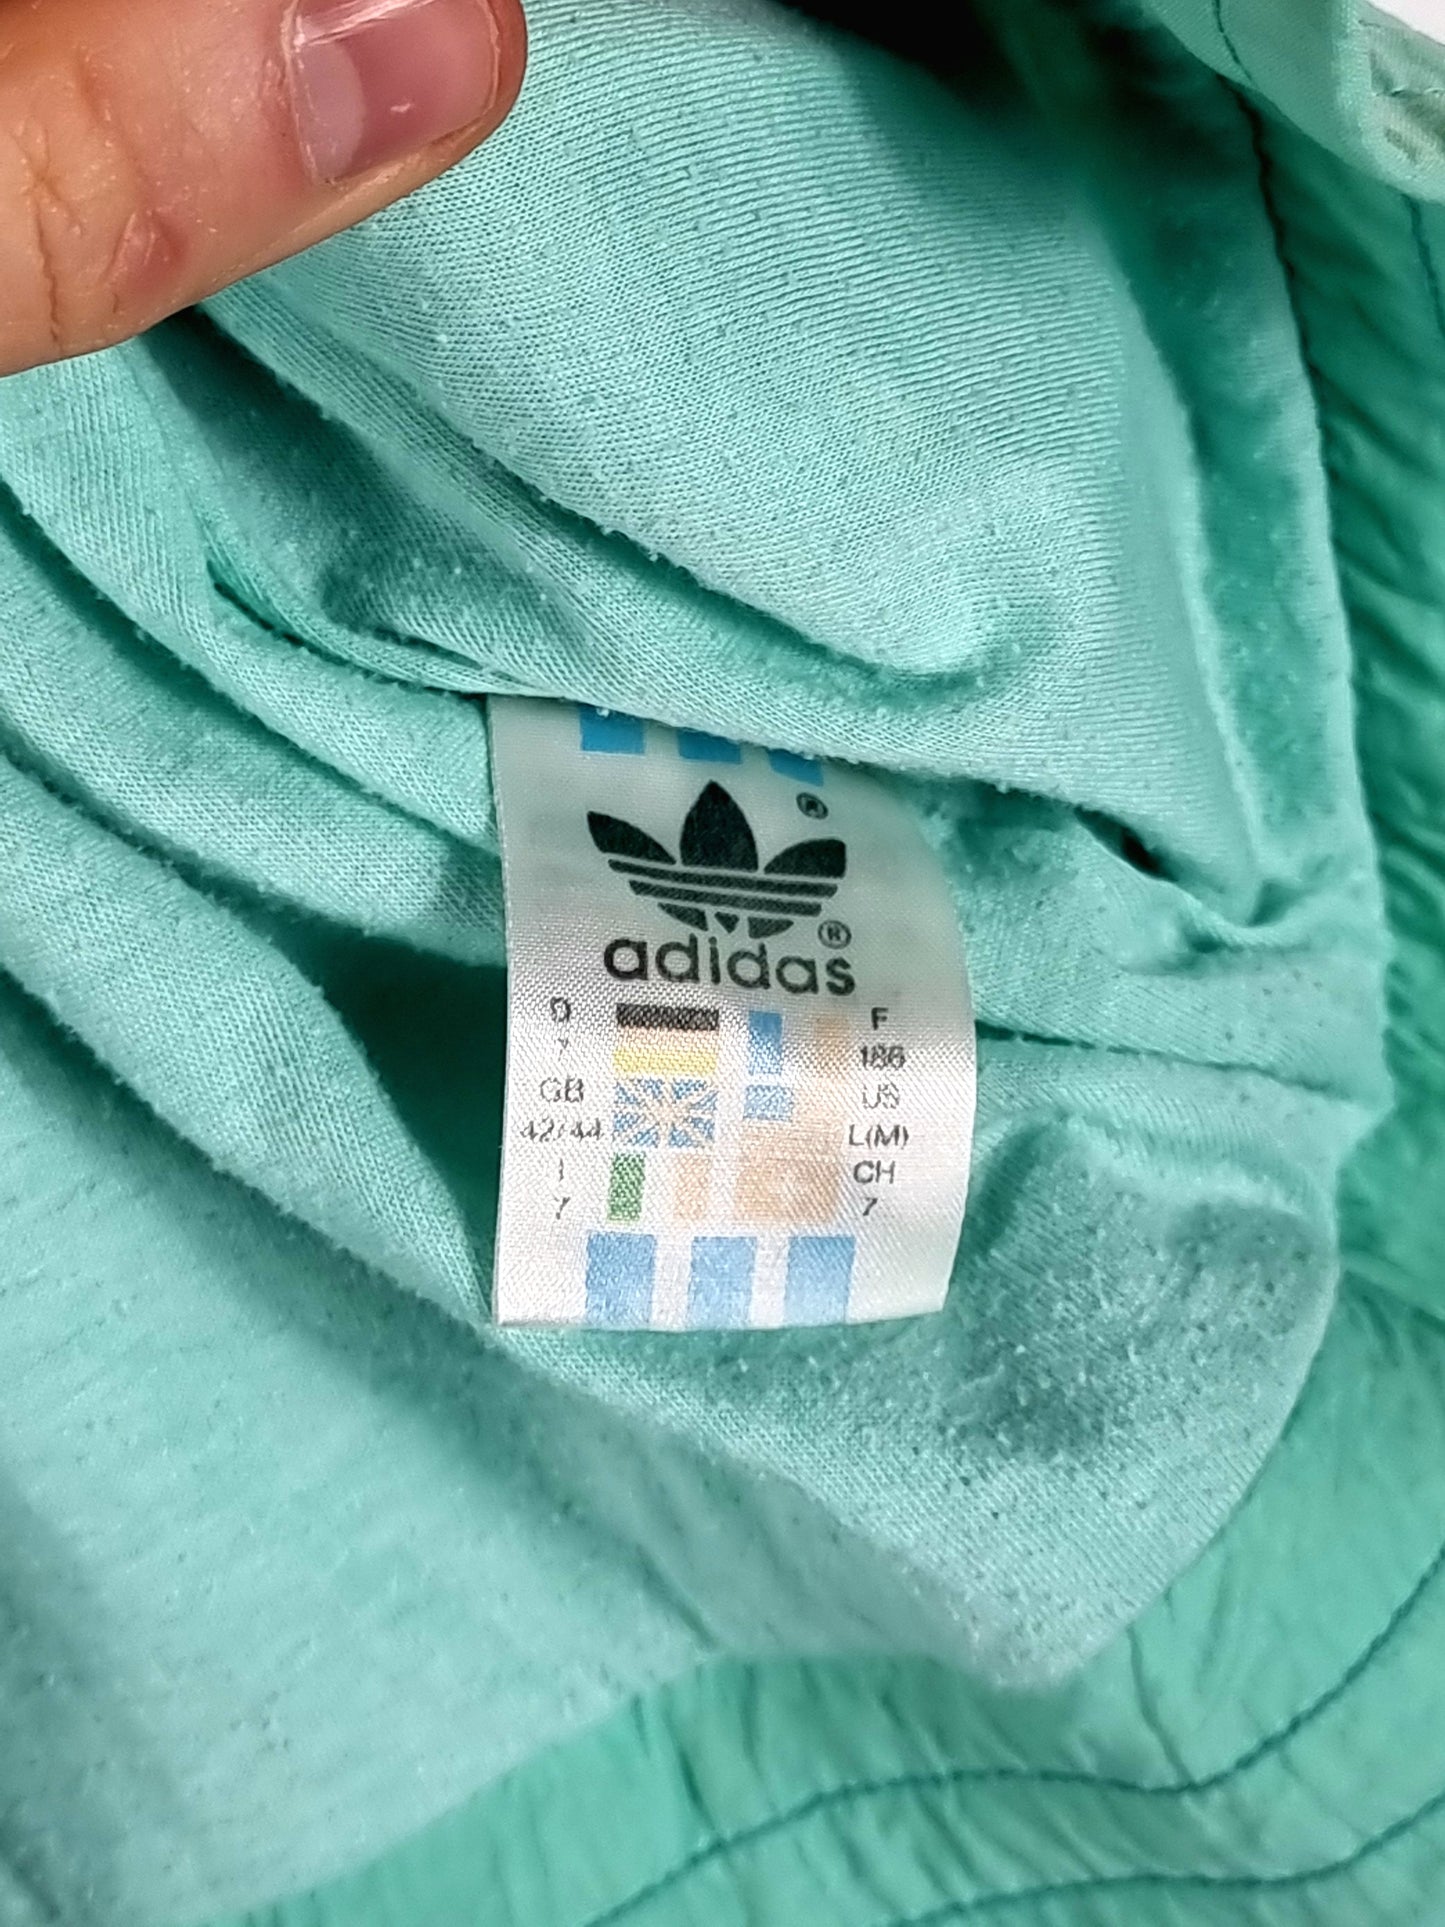 ®
®
adidas
D F
7 186
GB US
42/44 L(M)
I CH
7 7